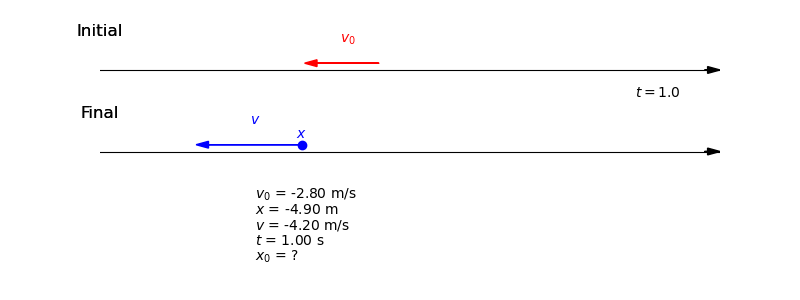 Initial
v₀
t = 1.0
Final
v
x
v₀ = -2.80 m/s
x = -4.90 m
v = -4.20 m/s
t = 1.00 s
x₀ = ?